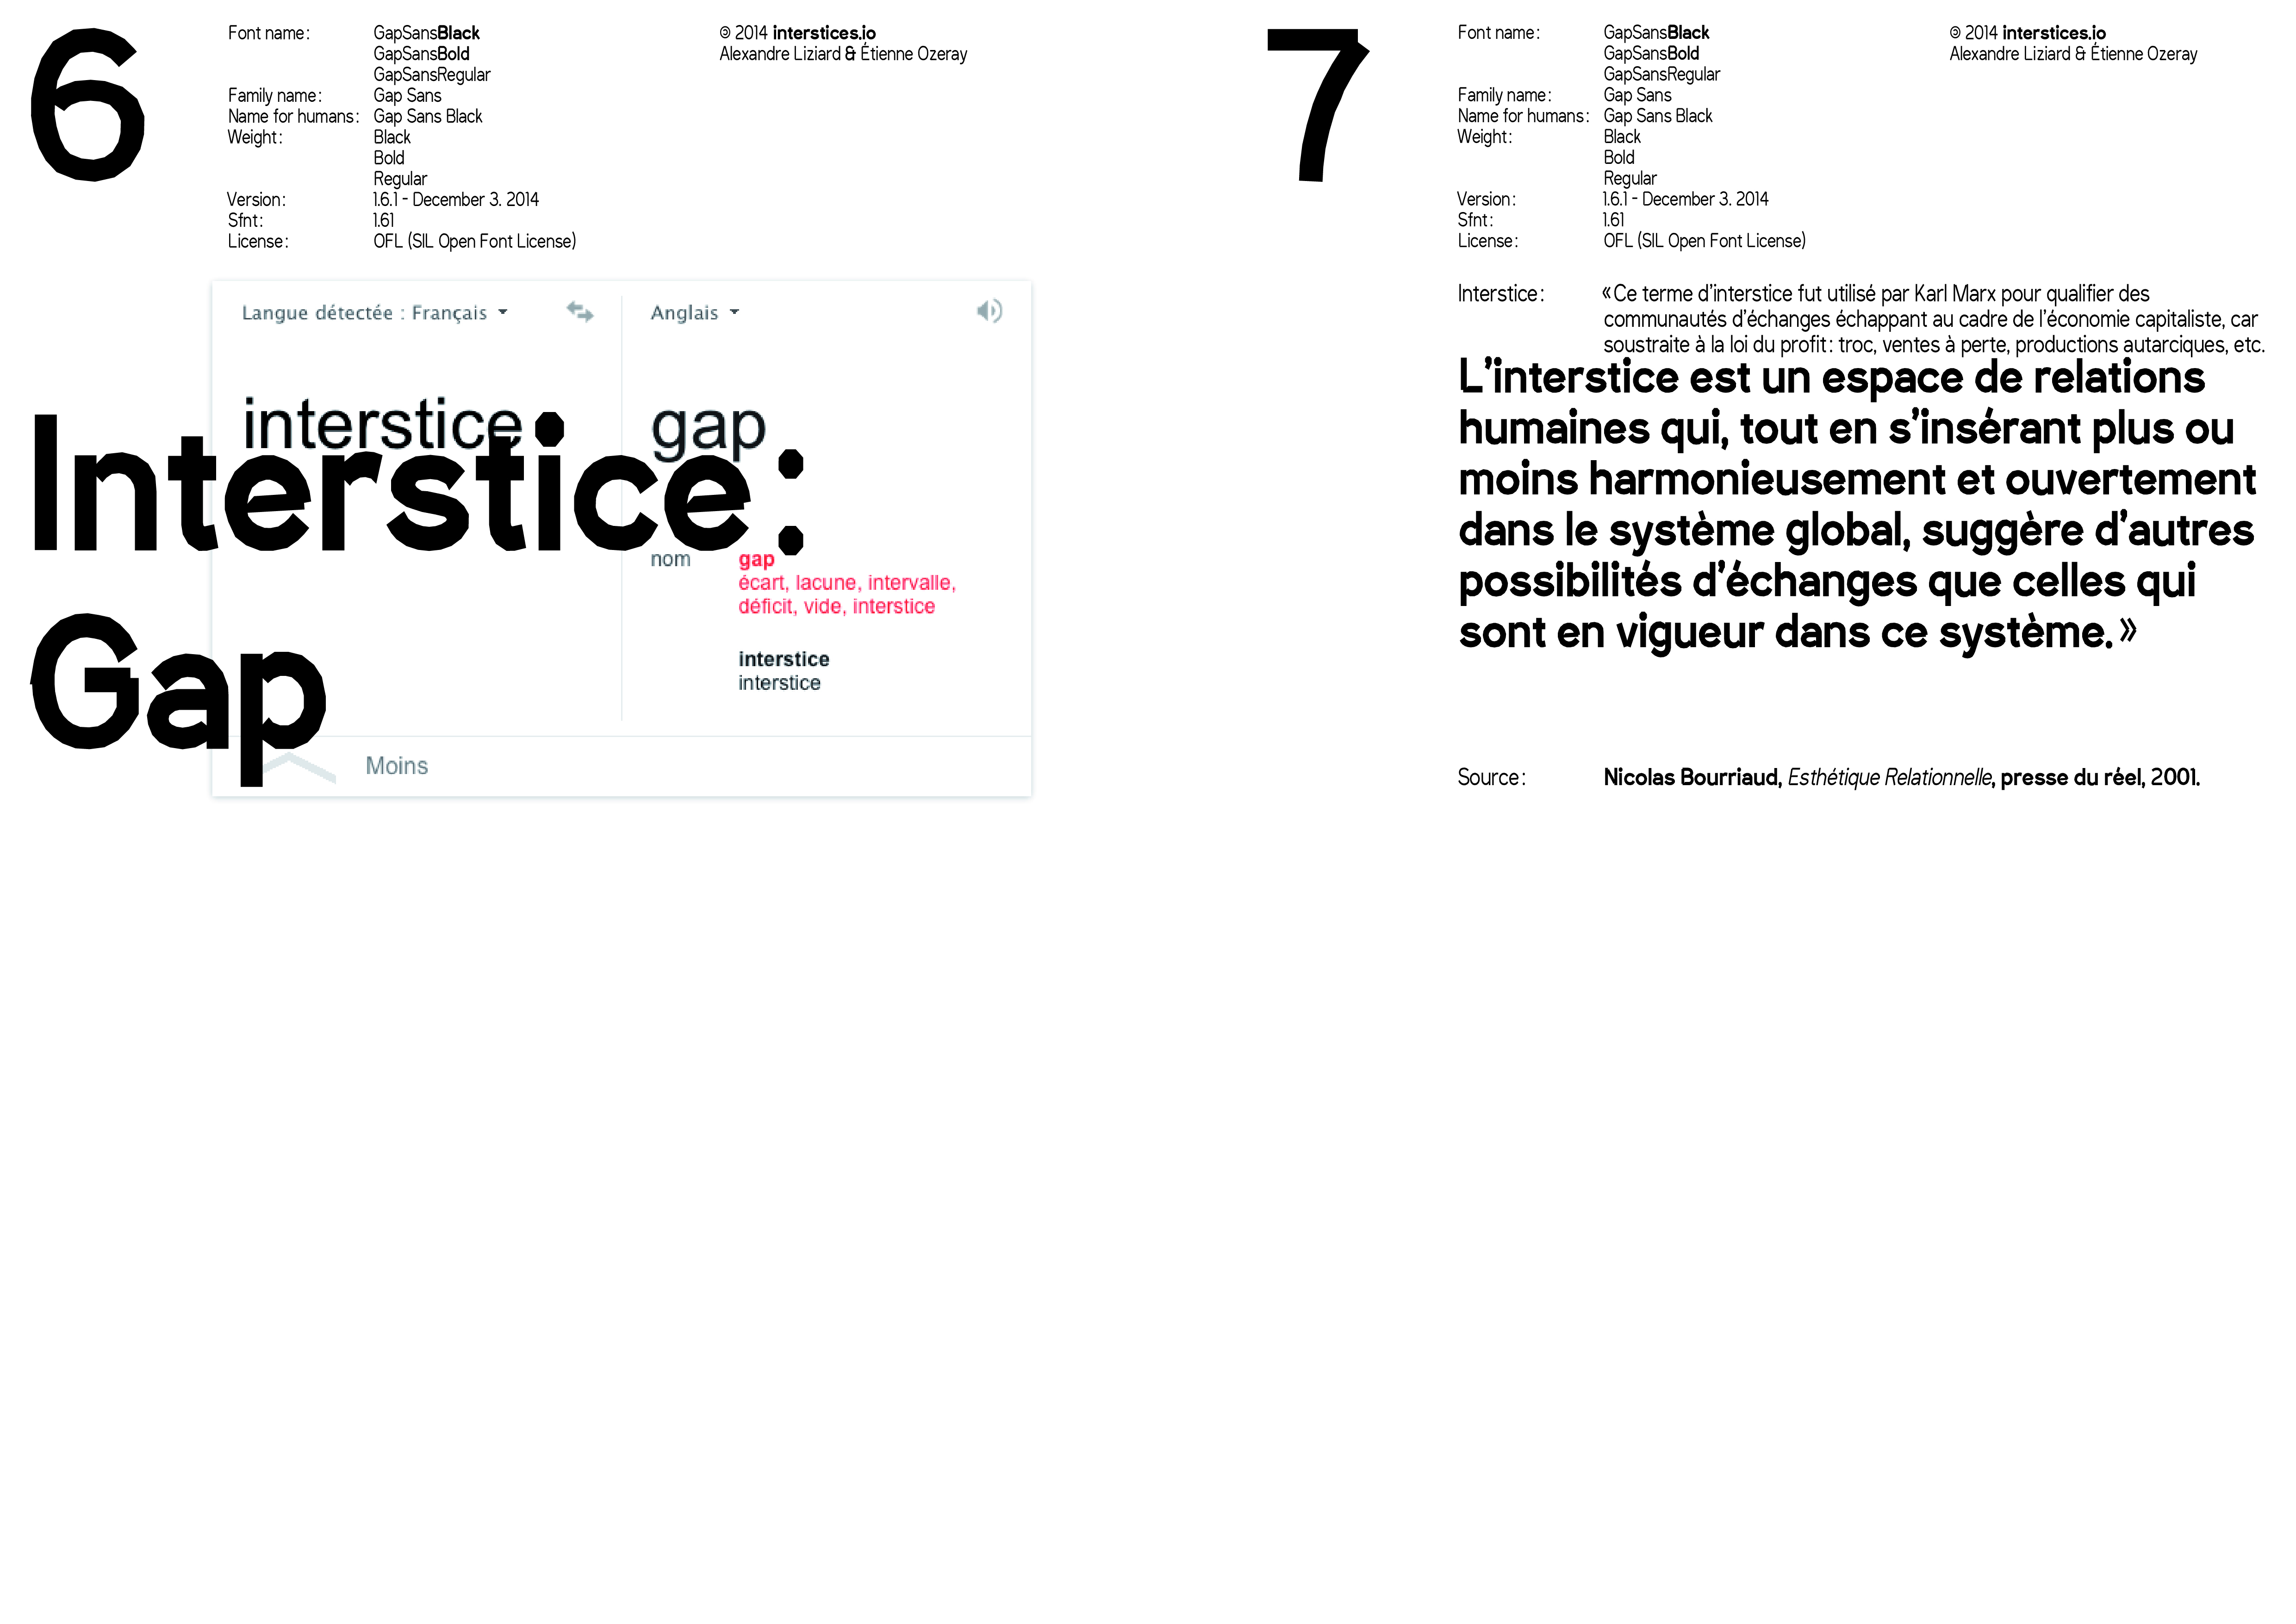 6
Font name : GapSansBlack
GapSansBold
GapSansRegular
Family name : Gap Sans
Name for humans : Gap Sans Black
Weight : Black
Bold
Regular
Version : 1.6.1 - December 3. 2014
Sfnt : 1.61
License : OFL (SIL Open Font License)
🄯 2014 interstices.io
Alexandre Liziard & Étienne Ozeray
Langue détectée : Français
Anglais
interstice
gap
Interstice :
nom
gap
écart, lacune, intervalle,
déficit, vide, interstice
interstice
interstice
Gap
Moins
7
Font name : GapSansBlack
GapSansBold
GapSansRegular
Family name : Gap Sans
Name for humans : Gap Sans Black
Weight : Black
Bold
Regular
Version : 1.6.1 - December 3. 2014
Sfnt : 1.61
License : OFL (SIL Open Font License)
🄯 2014 interstices.io
Alexandre Liziard & Étienne Ozeray
Interstice : « Ce terme d’interstice fut utilisé par Karl Marx pour qualifier des
communautés d’échanges échappant au cadre de l’économie capitaliste, car
soustraite à la loi du profit : troc, ventes à perte, productions autarciques, etc.
L’interstice est un espace de relations
humaines qui, tout en s’insérant plus ou
moins harmonieusement et ouvertement
dans le système global, suggère d’autres
possibilités d’échanges que celles qui
sont en vigueur dans ce système. »
Source : Nicolas Bourriaud, Esthétique Relationnelle, presse du réel, 2001.